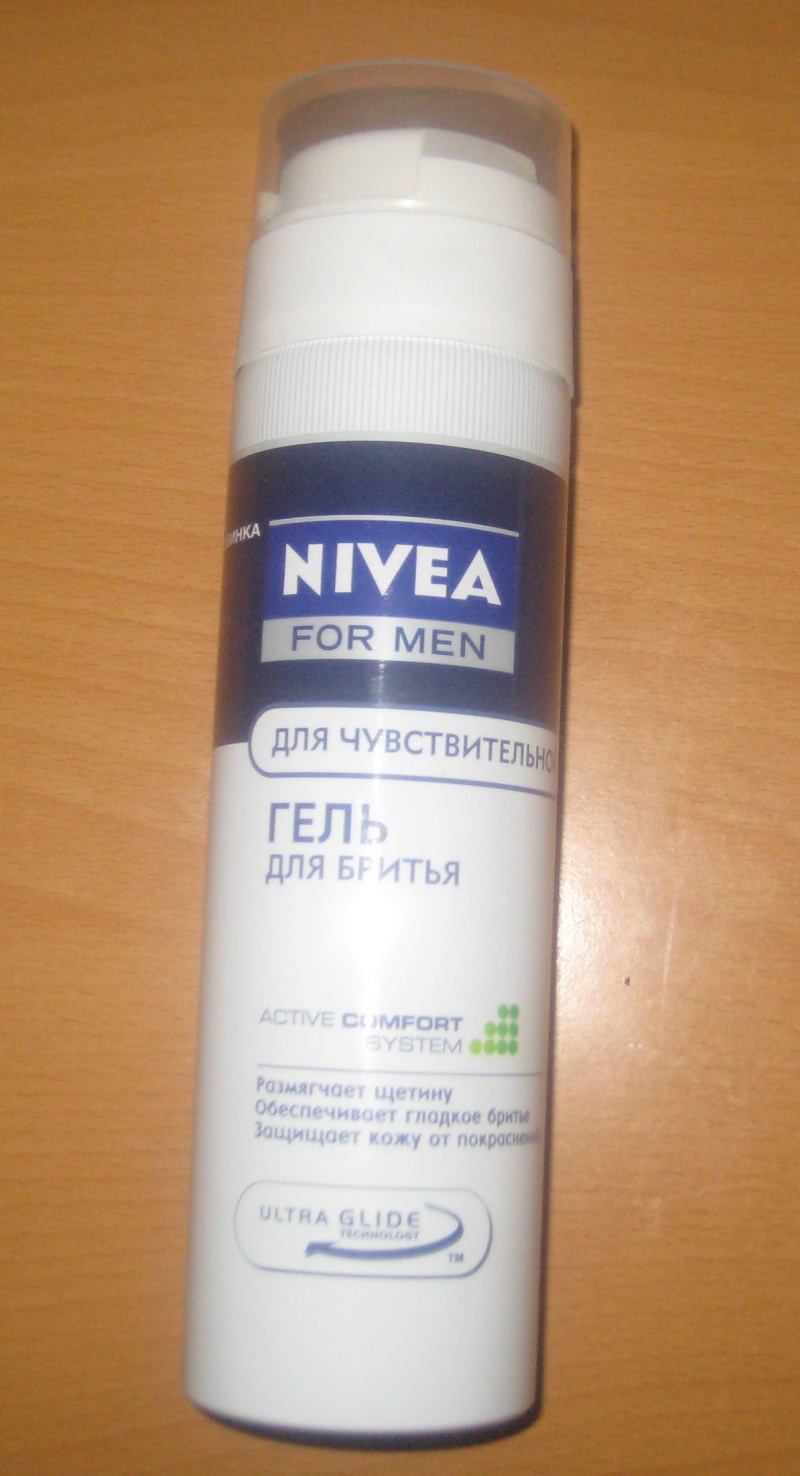 NIVEA
FOR MEN
ДЛЯ ЧУВСТВИТЕЛЬНО
ГЕЛЬ
ДЛЯ БРИТЬЯ
ACTIVE COMFORT
SYSTEM
Размягчает щетину
Обеспечивает гладкое бритье
Защищает кожу от
ULTRA GLIDE
TECHNOLOGY
TM